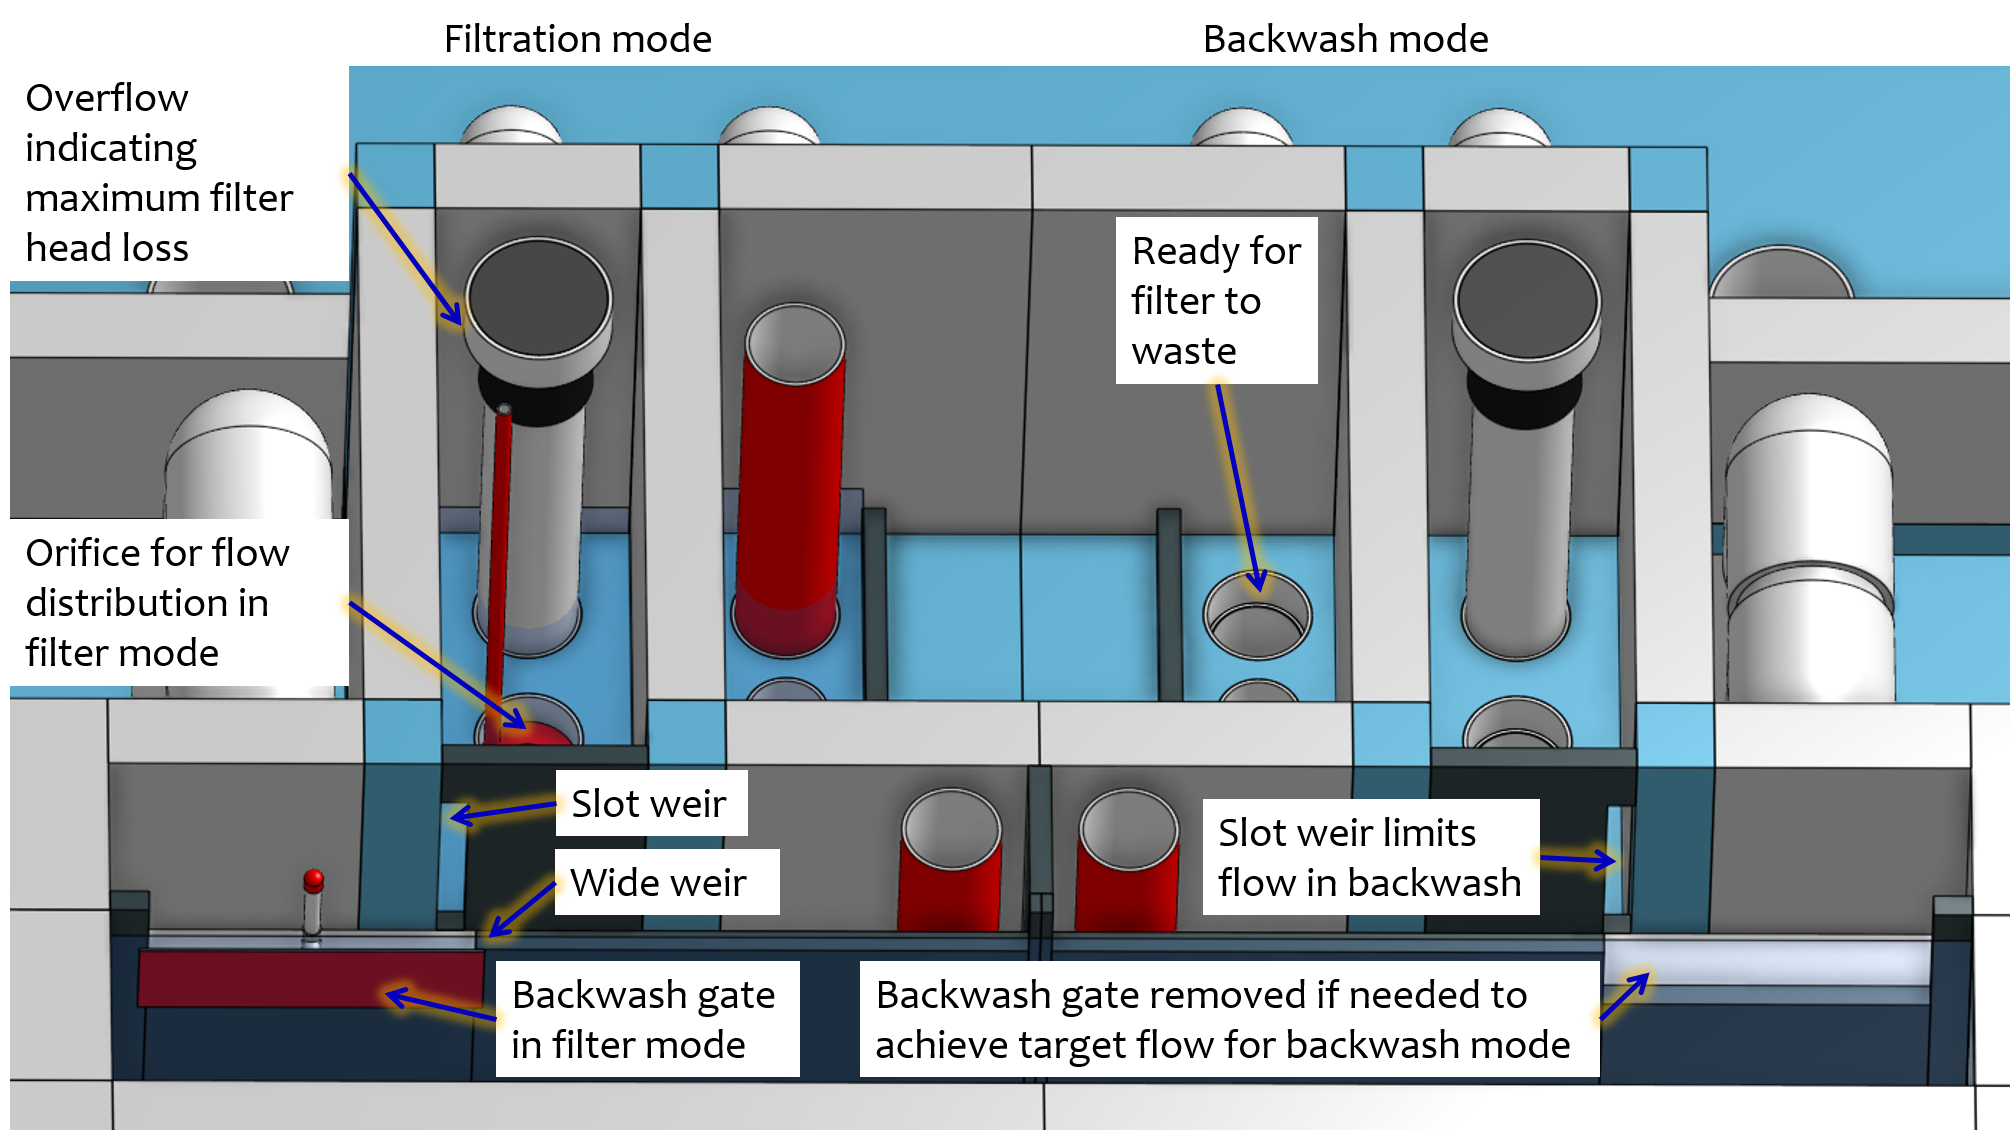 Filtration mode
Backwash mode
Overflow
indicating
maximum filter
head loss
Ready for
filter to
waste
Orifice for flow
distribution in
filter mode
Slot weir
Wide weir
Slot weir limits
flow in backwash
Backwash gate
in filter mode
Backwash gate removed if needed to
achieve target flow for backwash mode